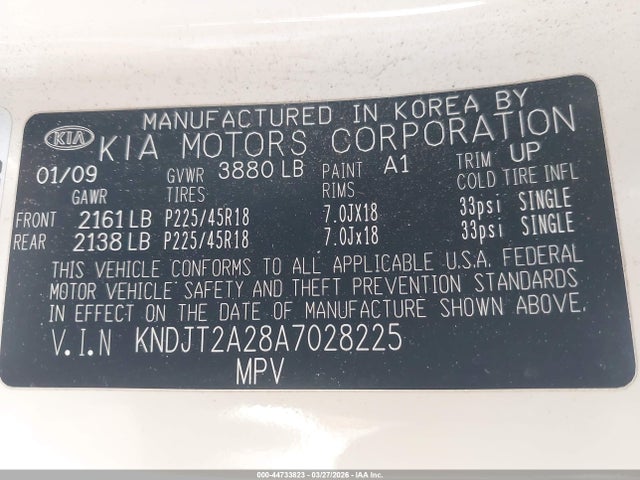 MANUFACTURED IN KOREA BY
KIA KIA MOTORS CORPORATION
01/09 GVWR 3880 LB PAINT A1 TRIM UP
GAWR TIRES RIMS COLD TIRE INFL
FRONT 2161 LB P225/45R18 7.0JX18 33psi SINGLE
REAR 2138 LB P225/45R18 7.0Jx18 33psi SINGLE
THIS VEHICLE CONFORMS TO ALL APPLICABLE U.S.A. FEDERAL
MOTOR VEHICLE SAFETY AND THEFT PREVENTION STANDARDS
IN EFFECT ON THE DATE OF MANUFACTURE SHOWN ABOVE.
V.I.N KNDJT2A28A7028225
MPV
000-44733823 - 03/27/2026 - IAA Inc.